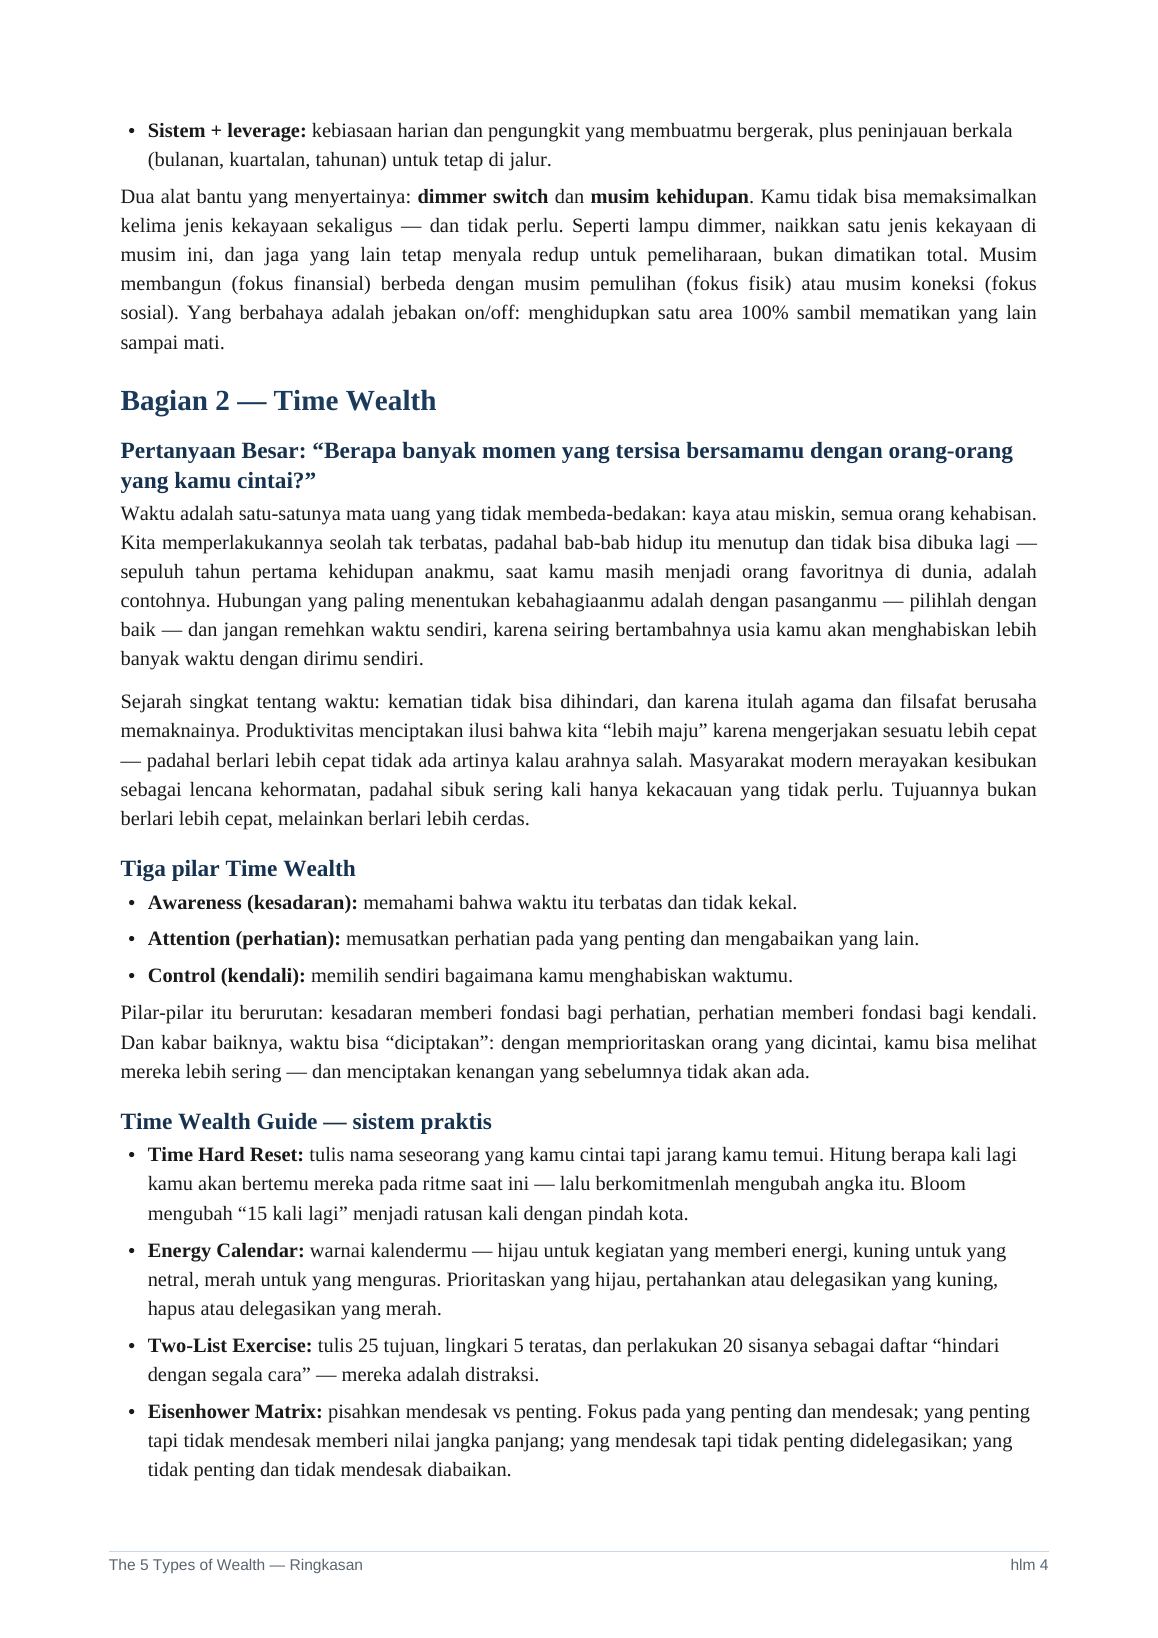 • Sistem + leverage: kebiasaan harian dan pengungkit yang membuatmu bergerak, plus peninjauan berkala
(bulanan, kuartalan, tahunan) untuk tetap di jalur.
Dua alat bantu yang menyertainya: dimmer switch dan musim kehidupan. Kamu tidak bisa memaksimalkan
kelima jenis kekayaan sekaligus — dan tidak perlu. Seperti lampu dimmer, naikkan satu jenis kekayaan di
musim ini, dan jaga yang lain tetap menyala redup untuk pemeliharaan, bukan dimatikan total. Musim
membangun (fokus finansial) berbeda dengan musim pemulihan (fokus fisik) atau musim koneksi (fokus
sosial). Yang berbahaya adalah jebakan on/off: menghidupkan satu area 100% sambil mematikan yang lain
sampai mati.
Bagian 2 — Time Wealth
Pertanyaan Besar: “Berapa banyak momen yang tersisa bersamamu dengan orang-orang
yang kamu cintai?”
Waktu adalah satu-satunya mata uang yang tidak membeda-bedakan: kaya atau miskin, semua orang kehabisan.
Kita memperlakukannya seolah tak terbatas, padahal bab-bab hidup itu menutup dan tidak bisa dibuka lagi —
sepuluh tahun pertama kehidupan anakmu, saat kamu masih menjadi orang favoritnya di dunia, adalah
contohnya. Hubungan yang paling menentukan kebahagiaanmu adalah dengan pasanganmu — pilihlah dengan
baik — dan jangan remehkan waktu sendiri, karena seiring bertambahnya usia kamu akan menghabiskan lebih
banyak waktu dengan dirimu sendiri.
Sejarah singkat tentang waktu: kematian tidak bisa dihindari, dan karena itulah agama dan filsafat berusaha
memaknainya. Produktivitas menciptakan ilusi bahwa kita “lebih maju” karena mengerjakan sesuatu lebih cepat
— padahal berlari lebih cepat tidak ada artinya kalau arahnya salah. Masyarakat modern merayakan kesibukan
sebagai lencana kehormatan, padahal sibuk sering kali hanya kekacauan yang tidak perlu. Tujuannya bukan
berlari lebih cepat, melainkan berlari lebih cerdas.
Tiga pilar Time Wealth
• Awareness (kesadaran): memahami bahwa waktu itu terbatas dan tidak kekal.
• Attention (perhatian): memusatkan perhatian pada yang penting dan mengabaikan yang lain.
• Control (kendali): memilih sendiri bagaimana kamu menghabiskan waktumu.
Pilar-pilar itu berurutan: kesadaran memberi fondasi bagi perhatian, perhatian memberi fondasi bagi kendali.
Dan kabar baiknya, waktu bisa “diciptakan”: dengan memprioritaskan orang yang dicintai, kamu bisa melihat
mereka lebih sering — dan menciptakan kenangan yang sebelumnya tidak akan ada.
Time Wealth Guide — sistem praktis
• Time Hard Reset: tulis nama seseorang yang kamu cintai tapi jarang kamu temui. Hitung berapa kali lagi
kamu akan bertemu mereka pada ritme saat ini — lalu berkomitmenlah mengubah angka itu. Bloom
mengubah “15 kali lagi” menjadi ratusan kali dengan pindah kota.
• Energy Calendar: warnai kalendermu — hijau untuk kegiatan yang memberi energi, kuning untuk yang
netral, merah untuk yang menguras. Prioritaskan yang hijau, pertahankan atau delegasikan yang kuning,
hapus atau delegasikan yang merah.
• Two-List Exercise: tulis 25 tujuan, lingkari 5 teratas, dan perlakukan 20 sisanya sebagai daftar “hindari
dengan segala cara” — mereka adalah distraksi.
• Eisenhower Matrix: pisahkan mendesak vs penting. Fokus pada yang penting dan mendesak; yang penting
tapi tidak mendesak memberi nilai jangka panjang; yang mendesak tapi tidak penting didelegasikan; yang
tidak penting dan tidak mendesak diabaikan.
The 5 Types of Wealth — Ringkasan
hlm 4